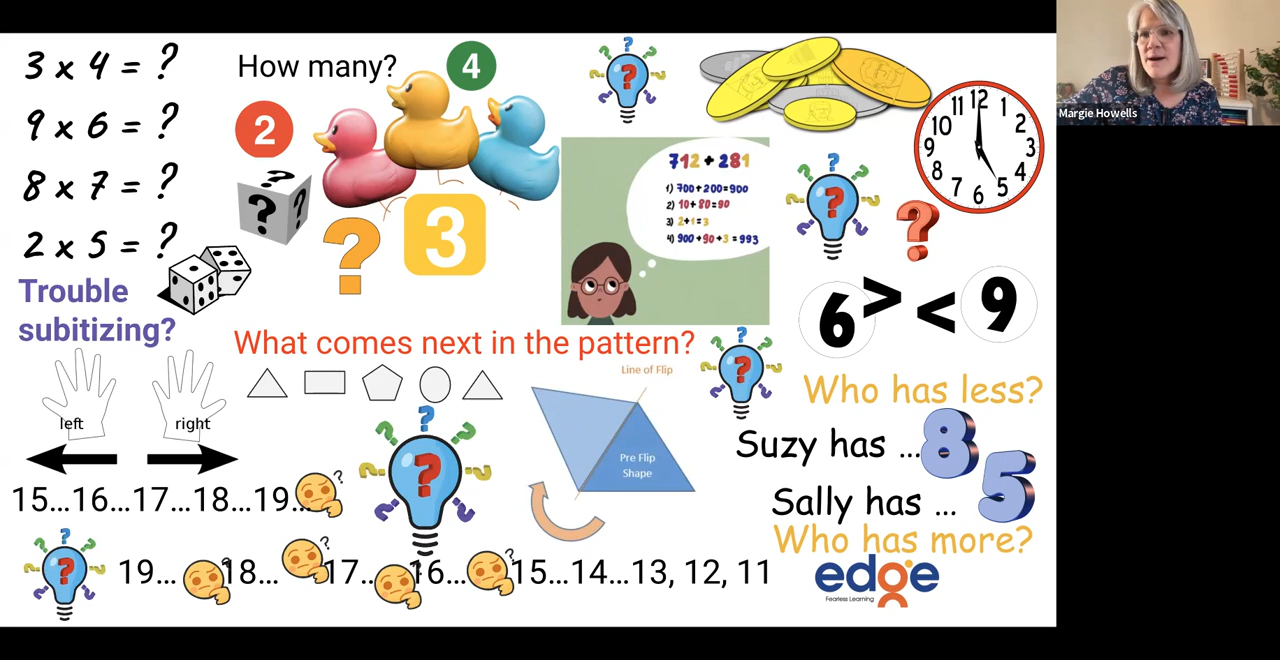 3 x 4 = ?
9 x 6 = ?
8 x 7 = ?
2 x 5 = ?
Trouble
subitizing?
left right
How many?
4
2
3
? ? ?
?
712 + 281
1) 700+200=900
2) 10+80=90
3) 2+1=3
4) 900+90+3=993
12 1 2 3 4 5 6 7 8 9 10 11
?
6 > < 9
What comes next in the pattern?
Line of Flip
Pre Flip
Shape
Who has less?
Suzy has ... 8
Sally has ... 5
Who has more?
15...16...17...18...19...
19... 18... 17... 16... 15...14...13, 12, 11
edge
Fearless Learning
Margie Howells